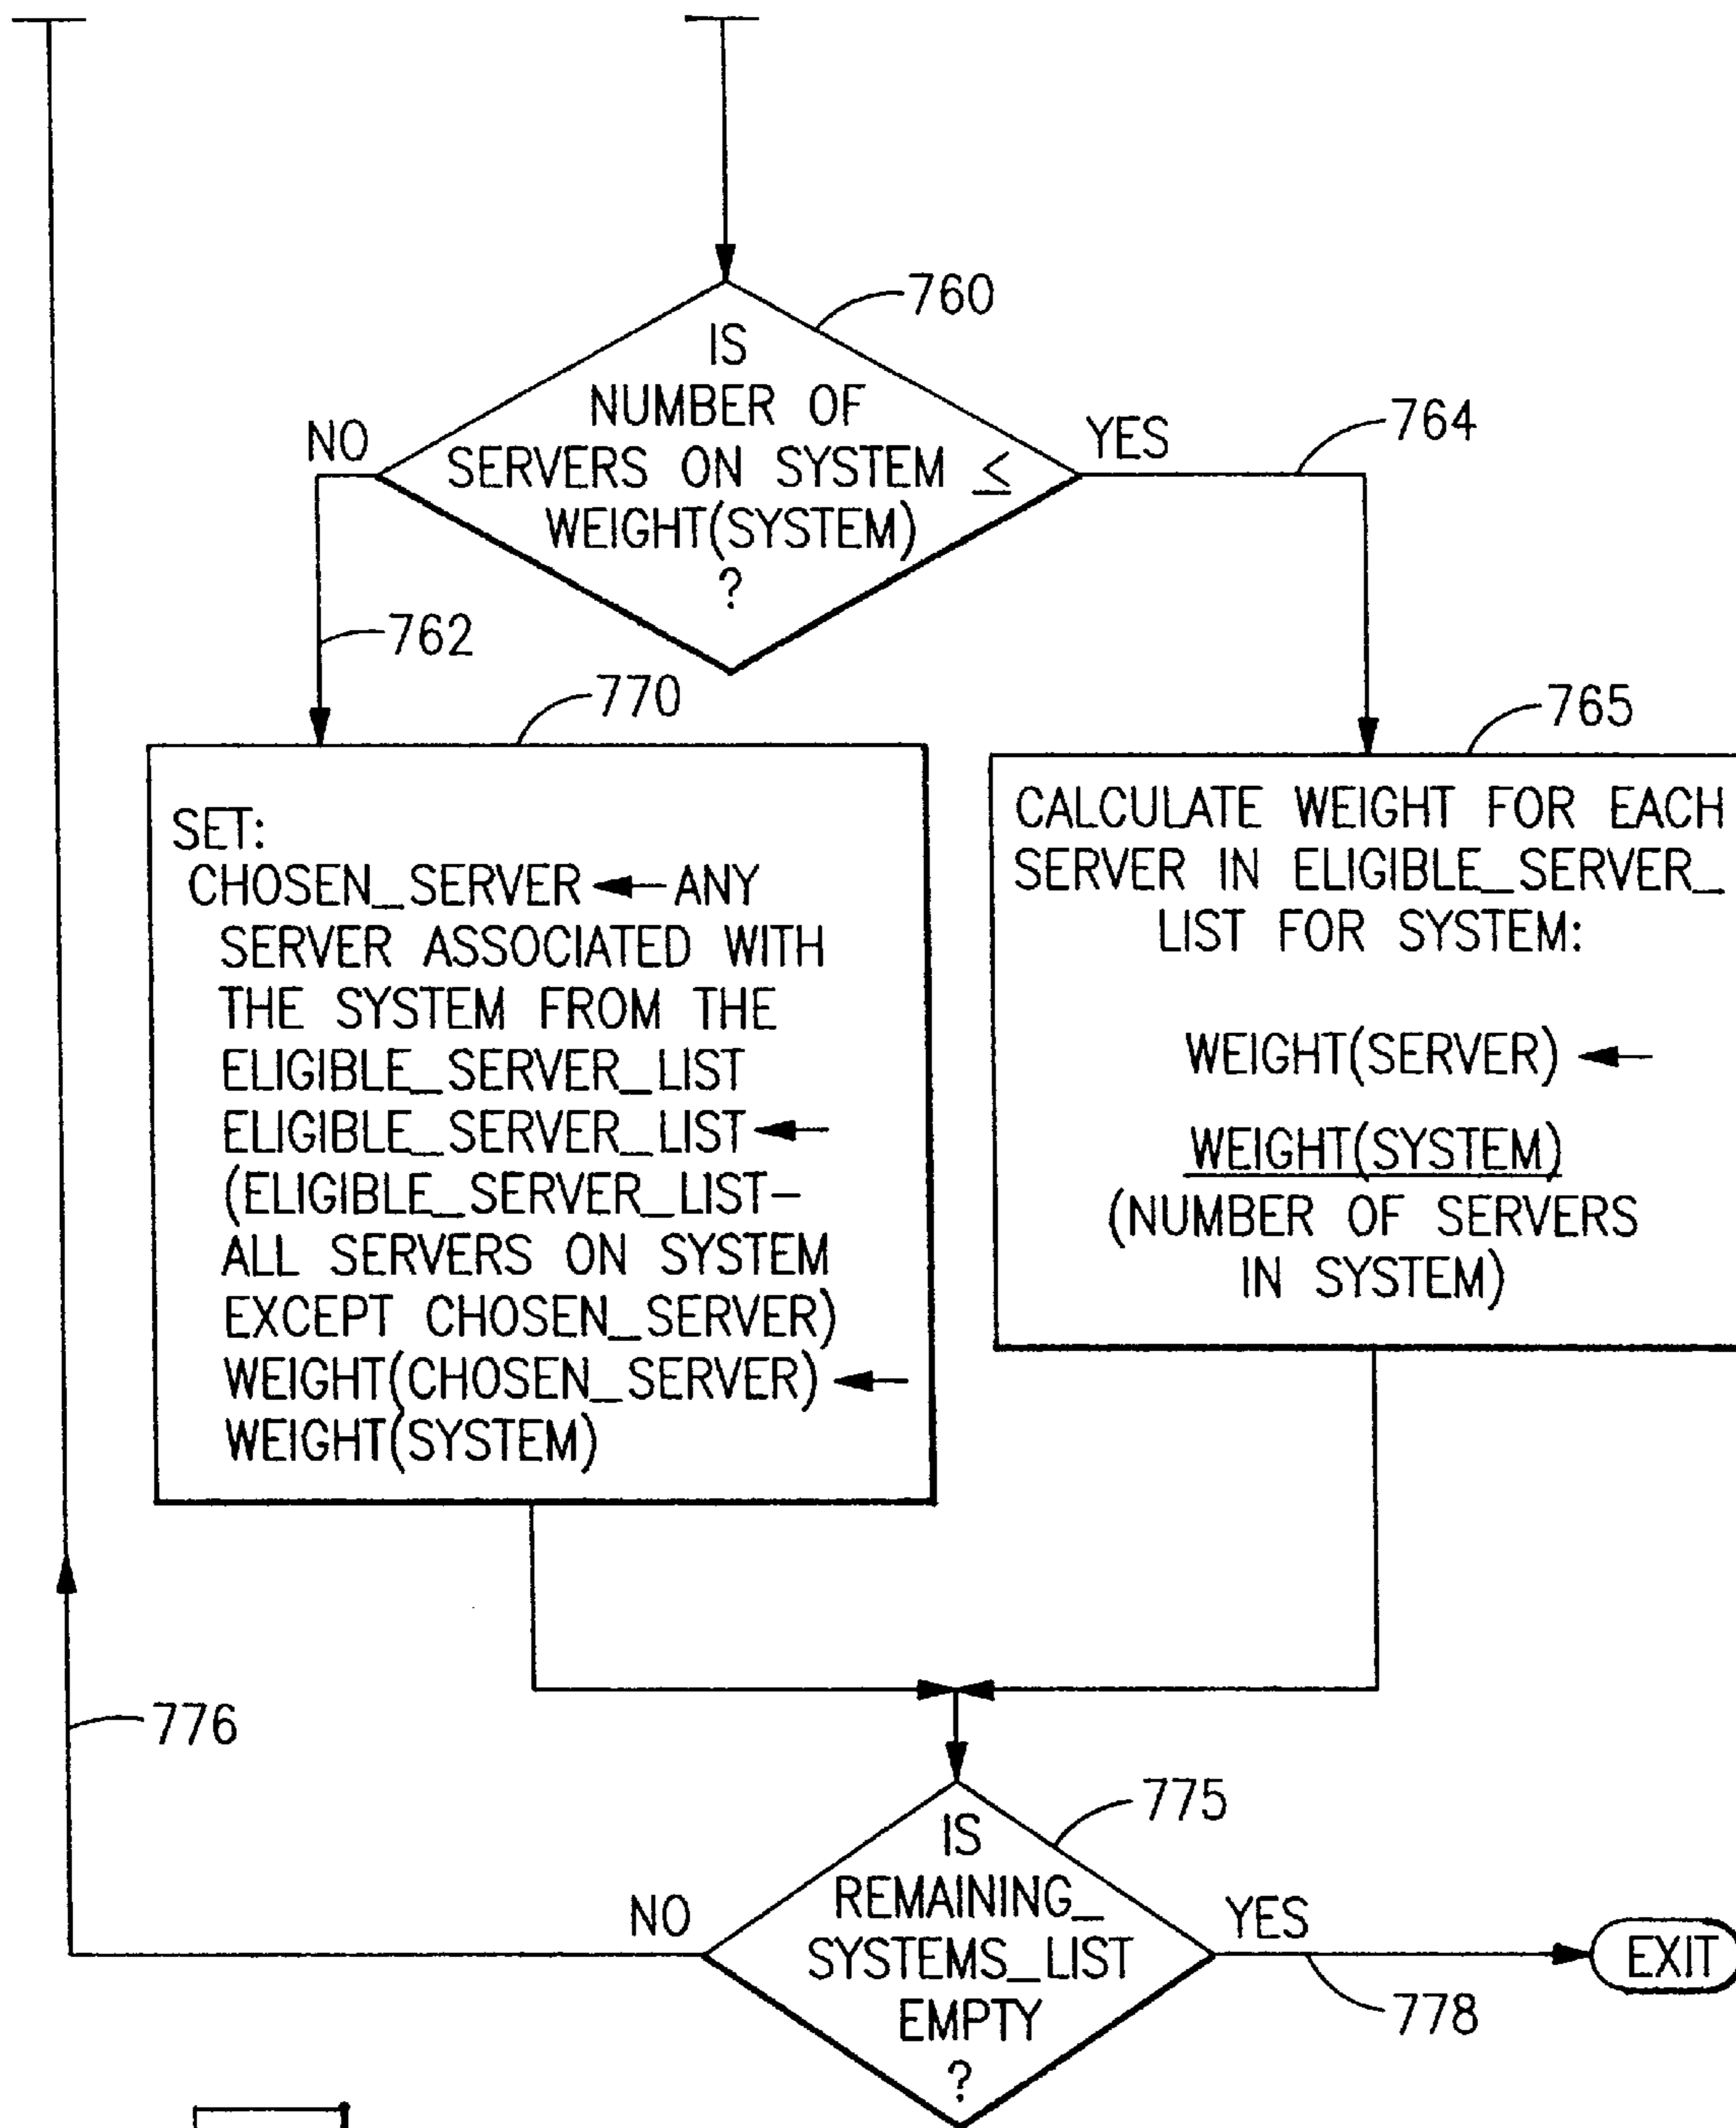 760
IS
NUMBER OF
SERVERS ON SYSTEM ≤
WEIGHT(SYSTEM)
?
NO
YES
764
762
770
765
SET:
CHOSEN_SERVER ← ANY
SERVER ASSOCIATED WITH
THE SYSTEM FROM THE
ELIGIBLE_SERVER_LIST
ELIGIBLE_SERVER_LIST ←
(ELIGIBLE_SERVER_LIST–
ALL SERVERS ON SYSTEM
EXCEPT CHOSEN_SERVER)
WEIGHT(CHOSEN_SERVER) ←
WEIGHT(SYSTEM)
CALCULATE WEIGHT FOR EACH
SERVER IN ELIGIBLE_SERVER_
LIST FOR SYSTEM:
WEIGHT(SERVER) ←
WEIGHT(SYSTEM)
(NUMBER OF SERVERS
IN SYSTEM)
776
775
IS
REMAINING_
SYSTEMS_LIST
EMPTY
?
NO
YES
EXIT
778